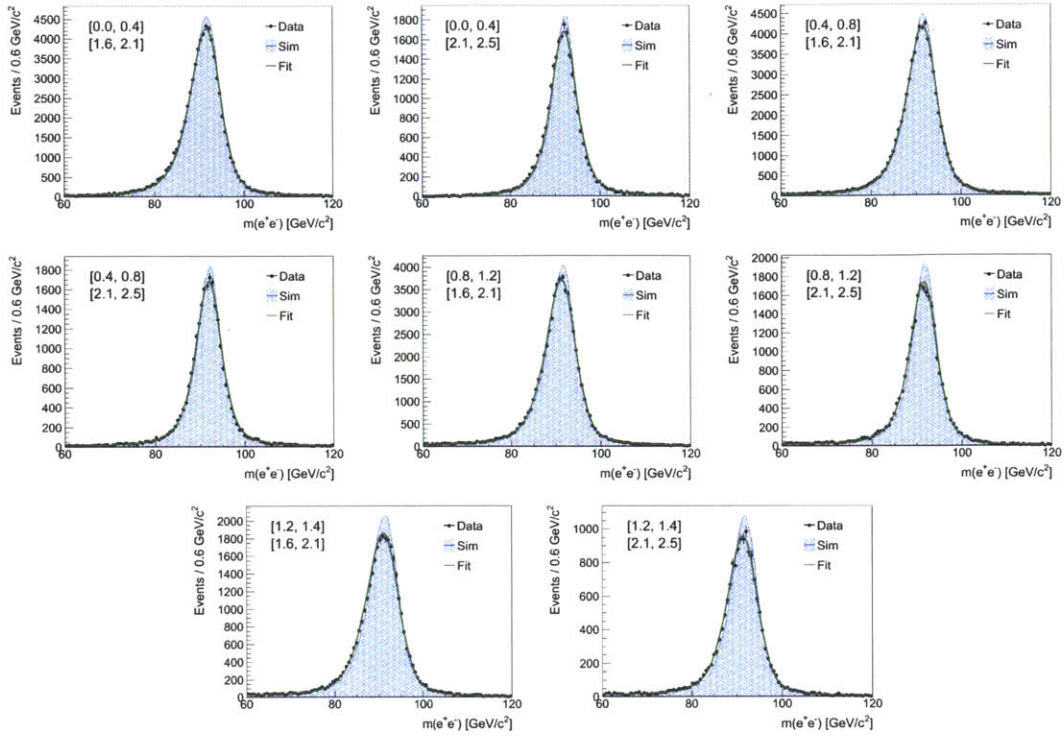 Events / 0.6 GeV/c²
4500
4000
3500
3000
2500
2000
1500
1000
500
0
[0.0, 0.4]
[1.6, 2.1]
Data
Sim
Fit
60 80 100 120
m(e⁺e⁻) [GeV/c²]
Events / 0.6 GeV/c²
1800
1600
1400
1200
1000
800
600
400
200
0
[0.0, 0.4]
[2.1, 2.5]
Data
Sim
Fit
60 80 100 120
m(e⁺e⁻) [GeV/c²]
Events / 0.6 GeV/c²
4500
4000
3500
3000
2500
2000
1500
1000
500
0
[0.4, 0.8]
[1.6, 2.1]
Data
Sim
Fit
60 80 100 120
m(e⁺e⁻) [GeV/c²]
Events / 0.6 GeV/c²
1800
1600
1400
1200
1000
800
600
400
200
0
[0.4, 0.8]
[2.1, 2.5]
Data
Sim
Fit
60 80 100 120
m(e⁺e⁻) [GeV/c²]
Events / 0.6 GeV/c²
4000
3500
3000
2500
2000
1500
1000
500
0
[0.8, 1.2]
[1.6, 2.1]
Data
Sim
Fit
60 80 100 120
m(e⁺e⁻) [GeV/c²]
Events / 0.6 GeV/c²
2000
1800
1600
1400
1200
1000
800
600
400
200
0
[0.8, 1.2]
[2.1, 2.5]
Data
Sim
Fit
60 80 100 120
m(e⁺e⁻) [GeV/c²]
Events / 0.6 GeV/c²
2000
1800
1600
1400
1200
1000
800
600
400
200
0
[1.2, 1.4]
[1.6, 2.1]
Data
Sim
Fit
60 80 100 120
m(e⁺e⁻) [GeV/c²]
Events / 0.6 GeV/c²
1000
800
600
400
200
0
[1.2, 1.4]
[2.1, 2.5]
Data
Sim
Fit
60 80 100 120
m(e⁺e⁻) [GeV/c²]